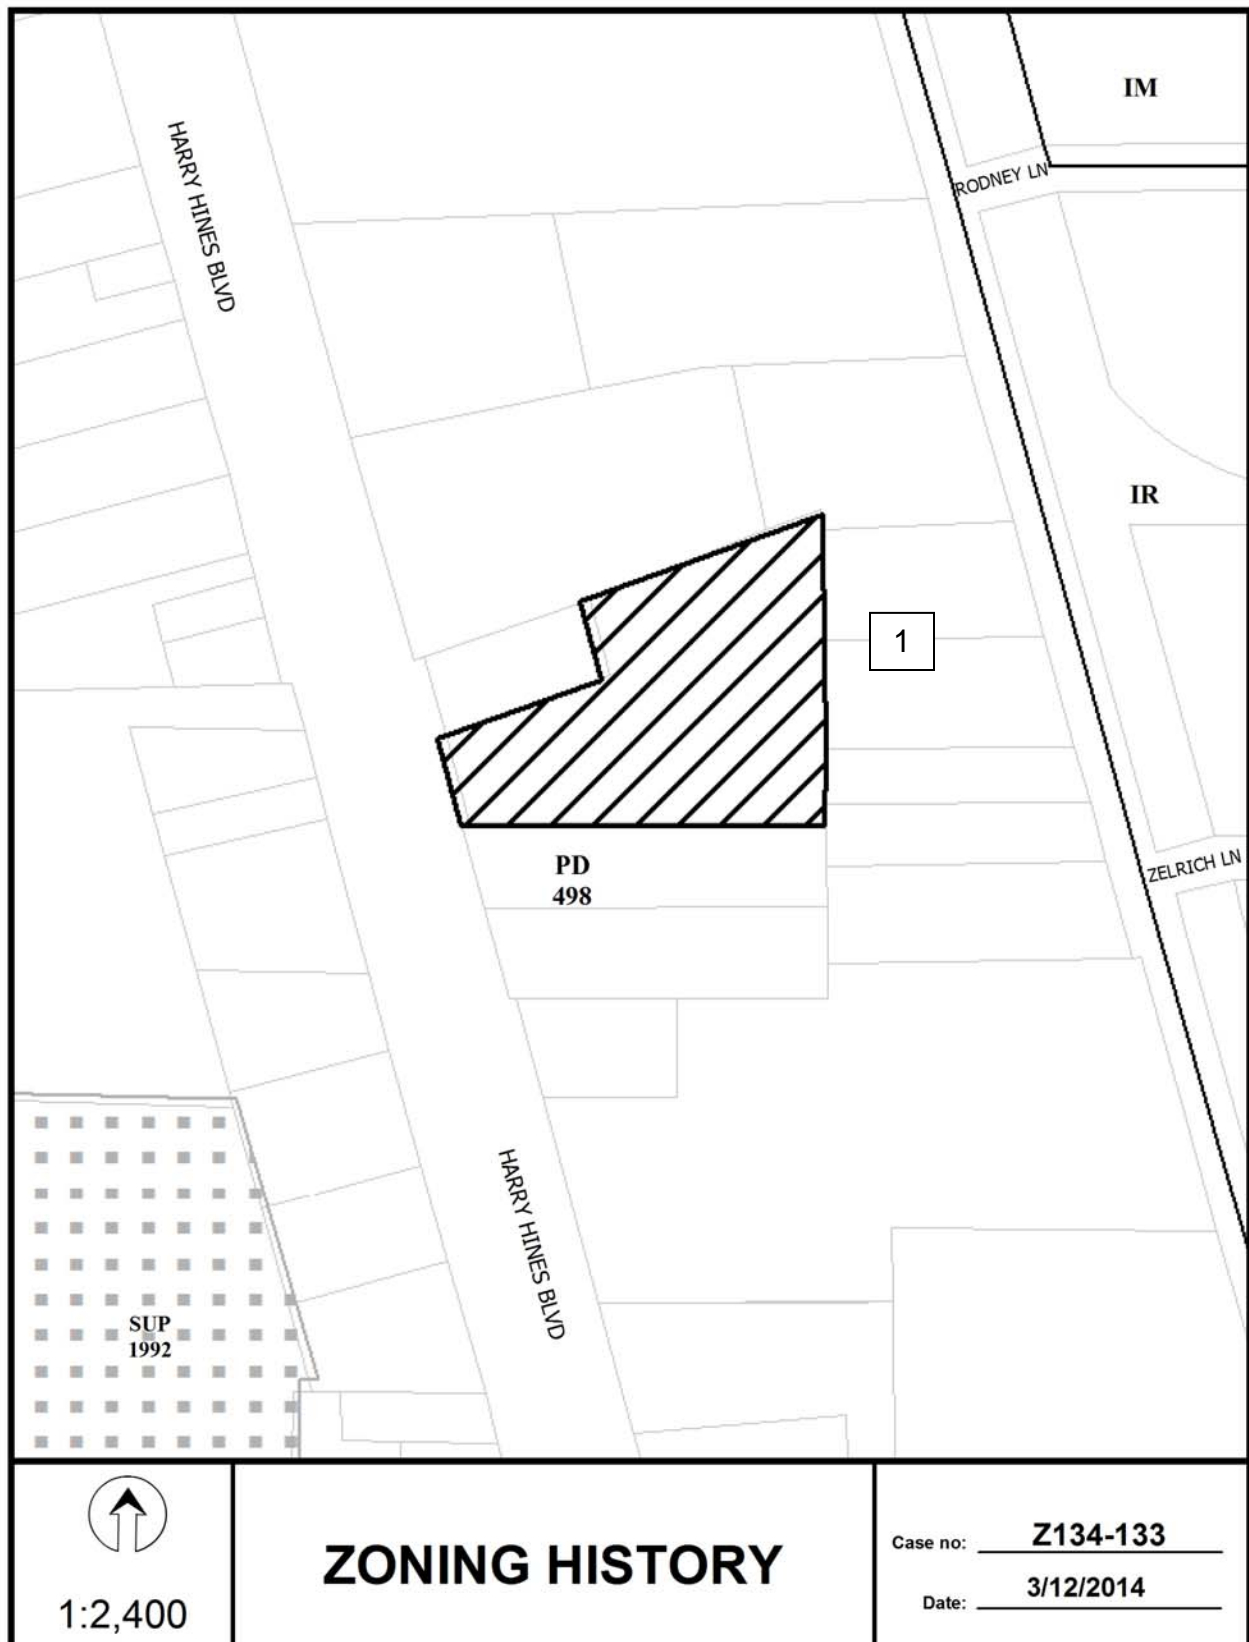 IM
RODNEY LN
HARRY HINES BLVD
IR
1
PD
498
ZELRICH LN
HARRY HINES BLVD
SUP
1992
1:2,400
ZONING HISTORY
Case no: Z134-133
Date: 3/12/2014